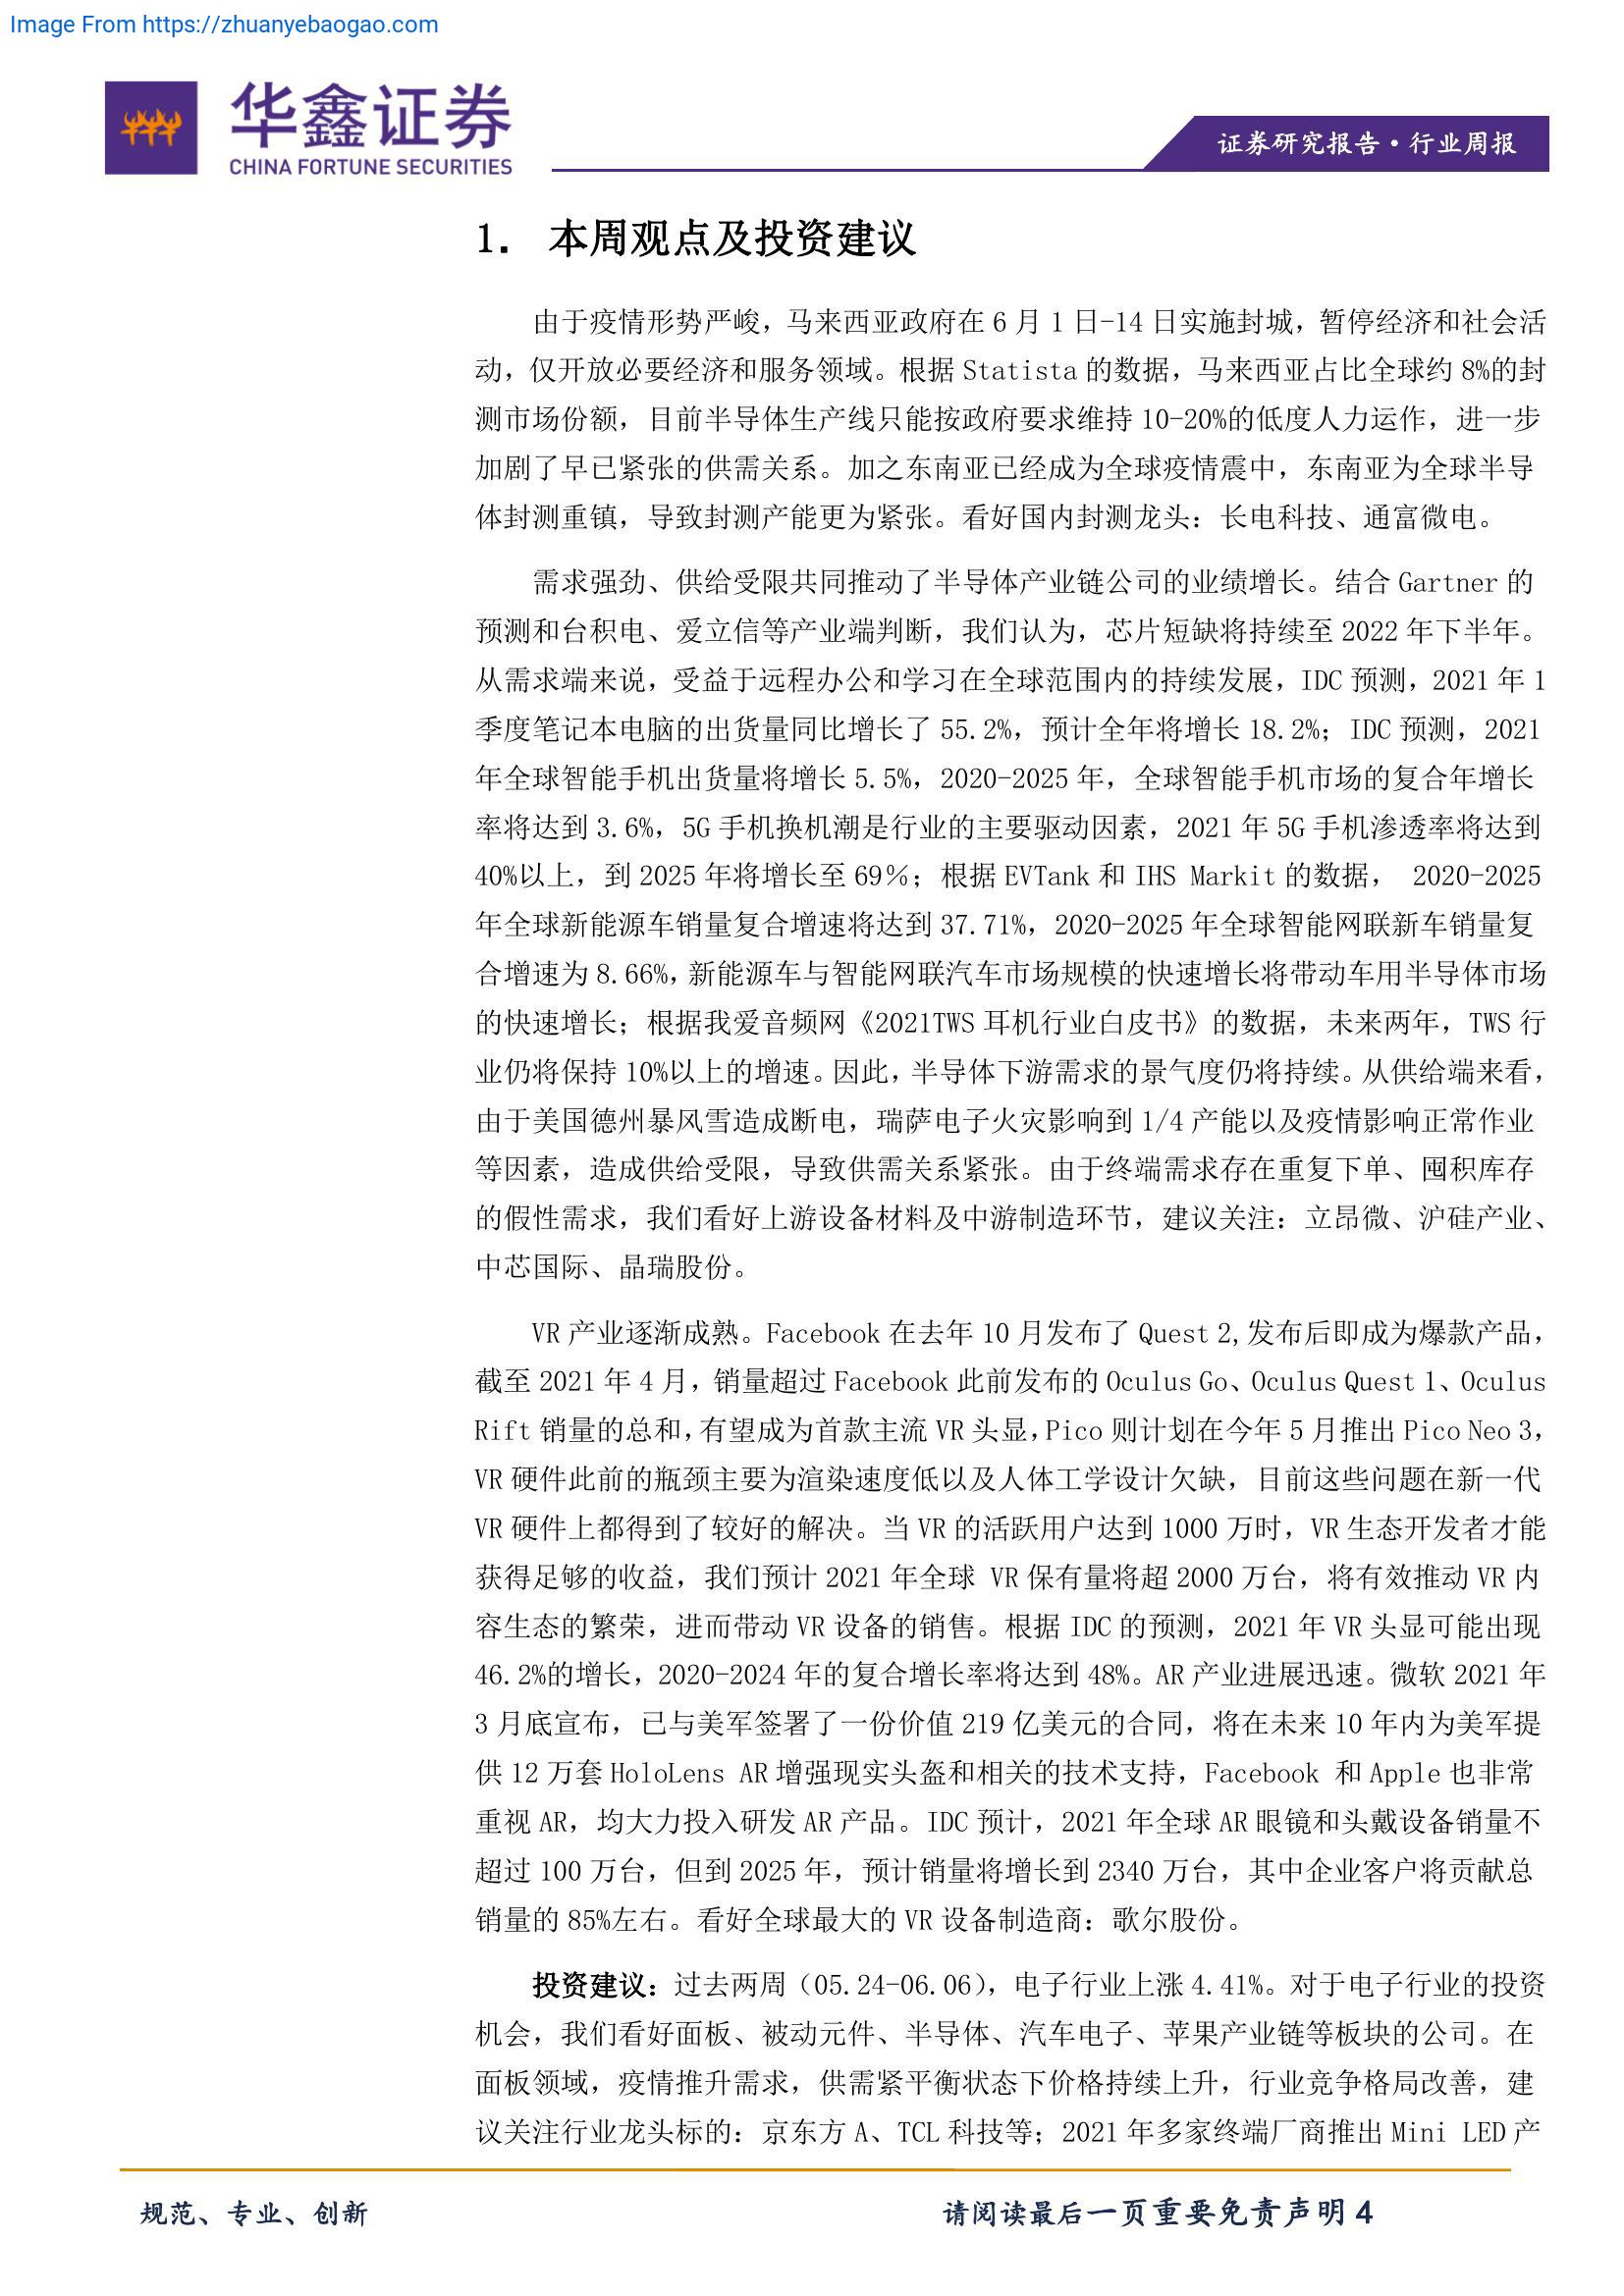 Image From https://zhuanyebaogao.com
华鑫证券
CHINA FORTUNE SECURITIES
证券研究报告·行业周报
1. 本周观点及投资建议
由于疫情形势严峻，马来西亚政府在 6 月 1 日-14 日实施封城，暂停经济和社会活
动，仅开放必要经济和服务领域。根据 Statista 的数据，马来西亚占比全球约 8%的封
测市场份额，目前半导体生产线只能按政府要求维持 10-20%的低度人力运作，进一步
加剧了早已紧张的供需关系。加之东南亚已经成为全球疫情震中，东南亚为全球半导
体封测重镇，导致封测产能更为紧张。看好国内封测龙头：长电科技、通富微电。
需求强劲、供给受限共同推动了半导体产业链公司的业绩增长。结合 Gartner 的
预测和台积电、爱立信等产业端判断，我们认为，芯片短缺将持续至 2022 年下半年。
从需求端来说，受益于远程办公和学习在全球范围内的持续发展，IDC 预测，2021 年 1
季度笔记本电脑的出货量同比增长了 55.2%，预计全年将增长 18.2%；IDC 预测，2021
年全球智能手机出货量将增长 5.5%，2020-2025 年，全球智能手机市场的复合年增长
率将达到 3.6%，5G 手机换机潮是行业的主要驱动因素，2021 年 5G 手机渗透率将达到
40%以上，到 2025 年将增长至 69％；根据 EVTank 和 IHS Markit 的数据， 2020-2025
年全球新能源车销量复合增速将达到 37.71%，2020-2025 年全球智能网联新车销量复
合增速为 8.66%，新能源车与智能网联汽车市场规模的快速增长将带动车用半导体市场
的快速增长；根据我爱音频网《2021TWS 耳机行业白皮书》的数据，未来两年，TWS 行
业仍将保持 10%以上的增速。因此，半导体下游需求的景气度仍将持续。从供给端来看，
由于美国德州暴风雪造成断电，瑞萨电子火灾影响到 1/4 产能以及疫情影响正常作业
等因素，造成供给受限，导致供需关系紧张。由于终端需求存在重复下单、囤积库存
的假性需求，我们看好上游设备材料及中游制造环节，建议关注：立昂微、沪硅产业、
中芯国际、晶瑞股份。
VR 产业逐渐成熟。Facebook 在去年 10 月发布了 Quest 2,发布后即成为爆款产品，
截至 2021 年 4 月，销量超过 Facebook 此前发布的 Oculus Go、Oculus Quest 1、Oculus
Rift 销量的总和，有望成为首款主流 VR 头显，Pico 则计划在今年 5 月推出 Pico Neo 3，
VR 硬件此前的瓶颈主要为渲染速度低以及人体工学设计欠缺，目前这些问题在新一代
VR 硬件上都得到了较好的解决。当 VR 的活跃用户达到 1000 万时，VR 生态开发者才能
获得足够的收益，我们预计 2021 年全球 VR 保有量将超 2000 万台，将有效推动 VR 内
容生态的繁荣，进而带动 VR 设备的销售。根据 IDC 的预测，2021 年 VR 头显可能出现
46.2%的增长，2020-2024 年的复合增长率将达到 48%。AR 产业进展迅速。微软 2021 年
3 月底宣布，已与美军签署了一份价值 219 亿美元的合同，将在未来 10 年内为美军提
供 12 万套 HoloLens AR 增强现实头盔和相关的技术支持，Facebook 和 Apple 也非常
重视 AR，均大力投入研发 AR 产品。IDC 预计，2021 年全球 AR 眼镜和头戴设备销量不
超过 100 万台，但到 2025 年，预计销量将增长到 2340 万台，其中企业客户将贡献总
销量的 85%左右。看好全球最大的 VR 设备制造商：歌尔股份。
投资建议：过去两周（05.24-06.06），电子行业上涨 4.41%。对于电子行业的投资
机会，我们看好面板、被动元件、半导体、汽车电子、苹果产业链等板块的公司。在
面板领域，疫情推升需求，供需紧平衡状态下价格持续上升，行业竞争格局改善，建
议关注行业龙头标的：京东方 A、TCL 科技等；2021 年多家终端厂商推出 Mini LED 产
规范、专业、创新
请阅读最后一页重要免责声明 4